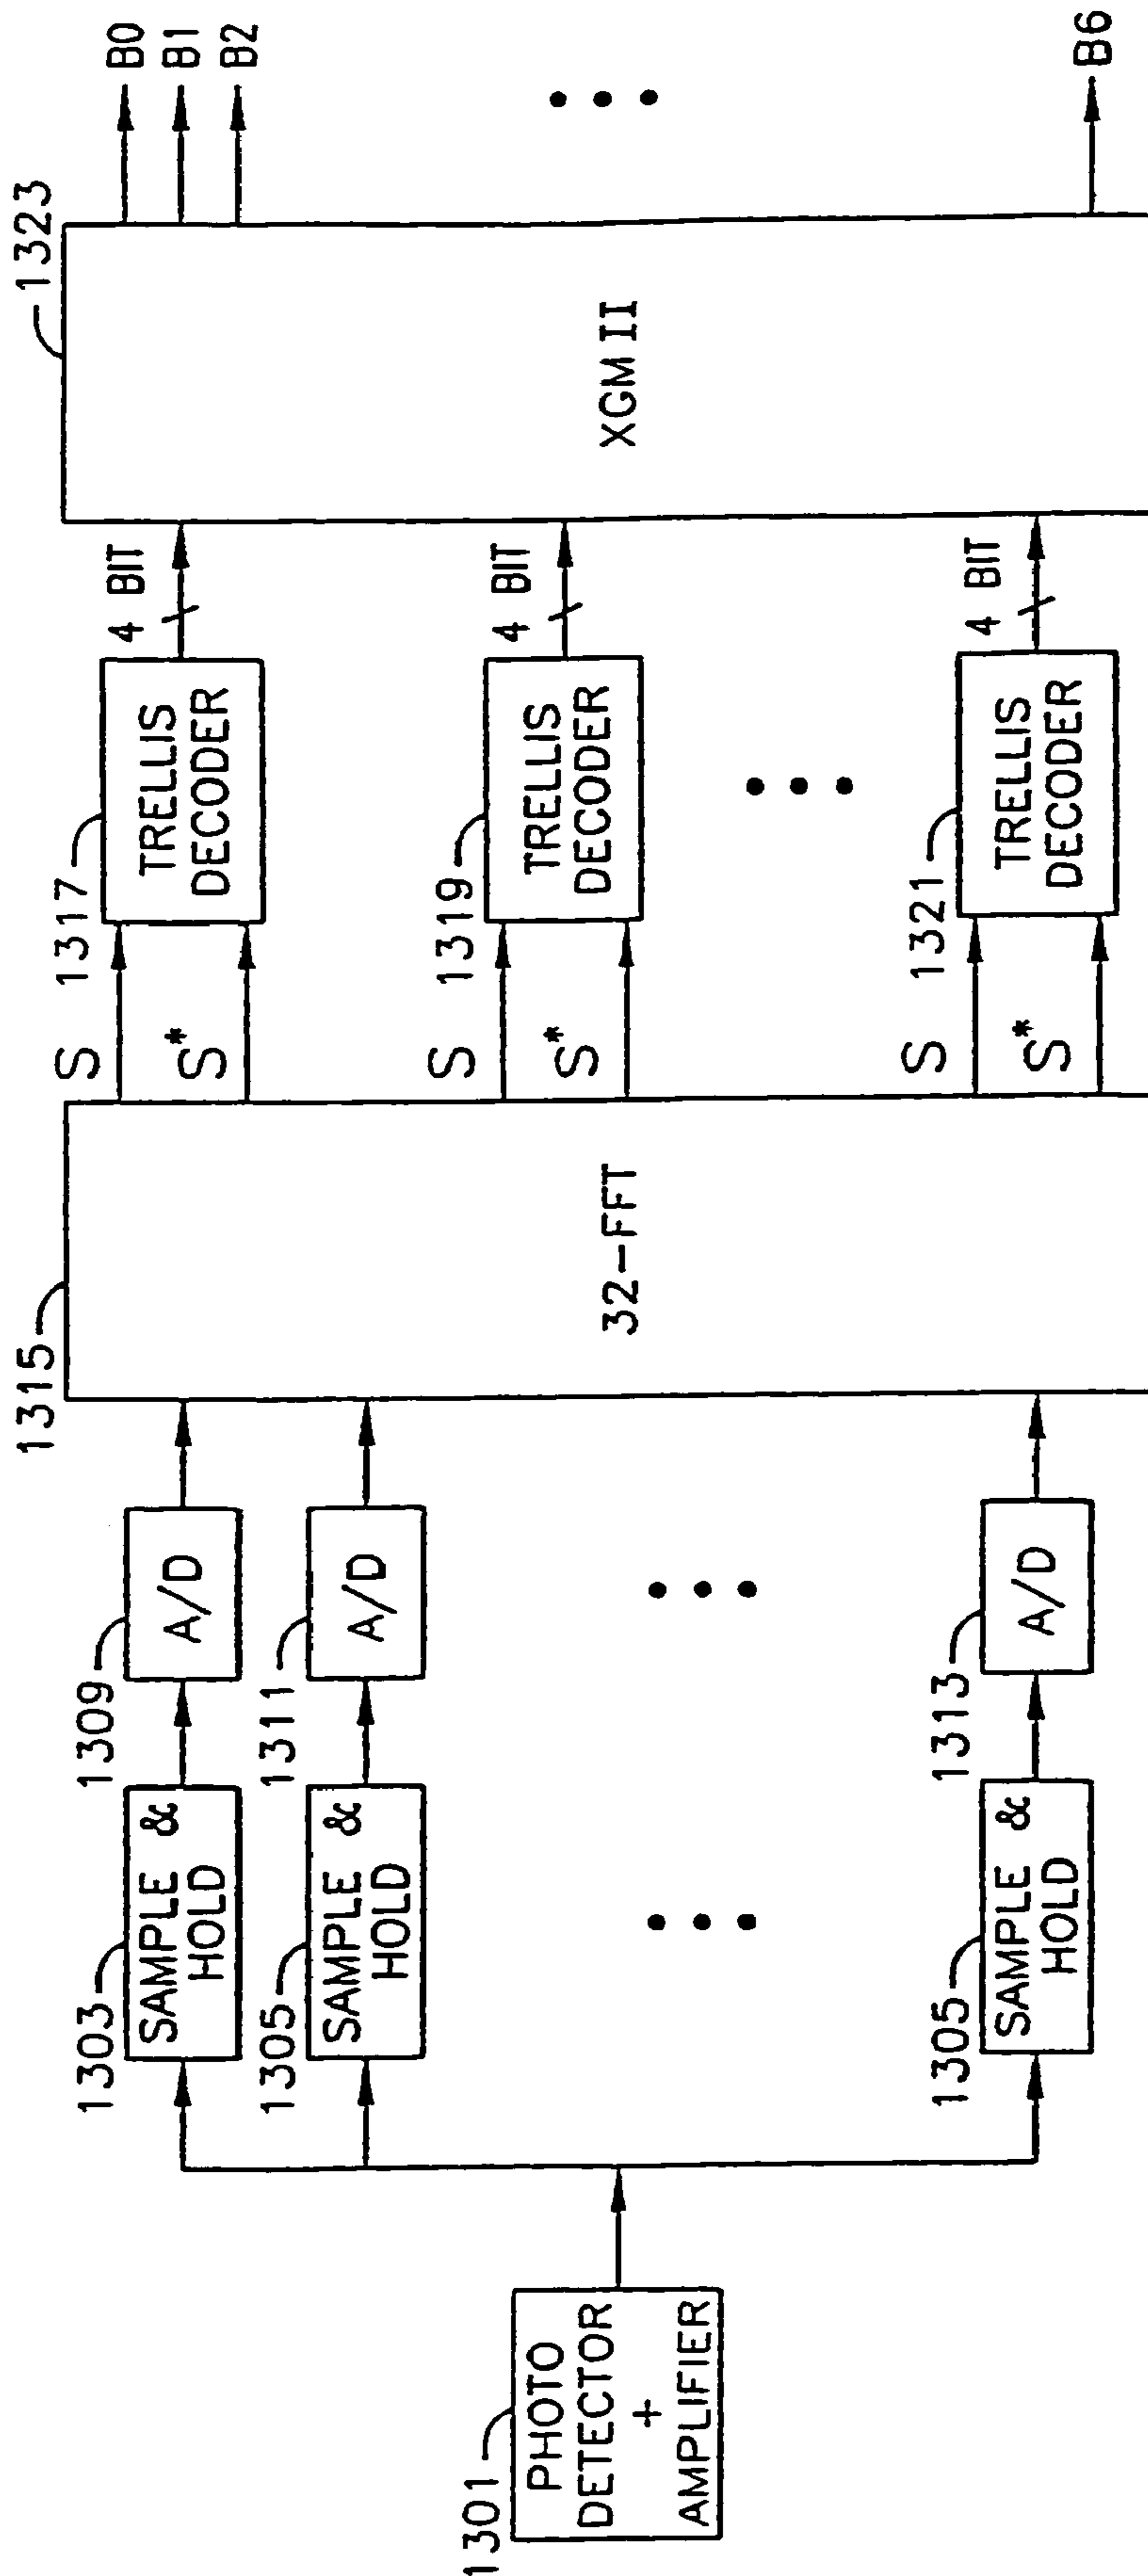 1301
PHOTO
DETECTOR
+
AMPLIFIER
1303
SAMPLE &
HOLD
1305
SAMPLE &
HOLD
1305
SAMPLE &
HOLD
1309
A/D
1311
A/D
1313
A/D
1315
32-FFT
S
S*
S
S*
S
S*
1317
TRELLIS
DECODER
1319
TRELLIS
DECODER
1321
TRELLIS
DECODER
4 BIT
4 BIT
4 BIT
1323
XGM II
B0
B1
B2
B6